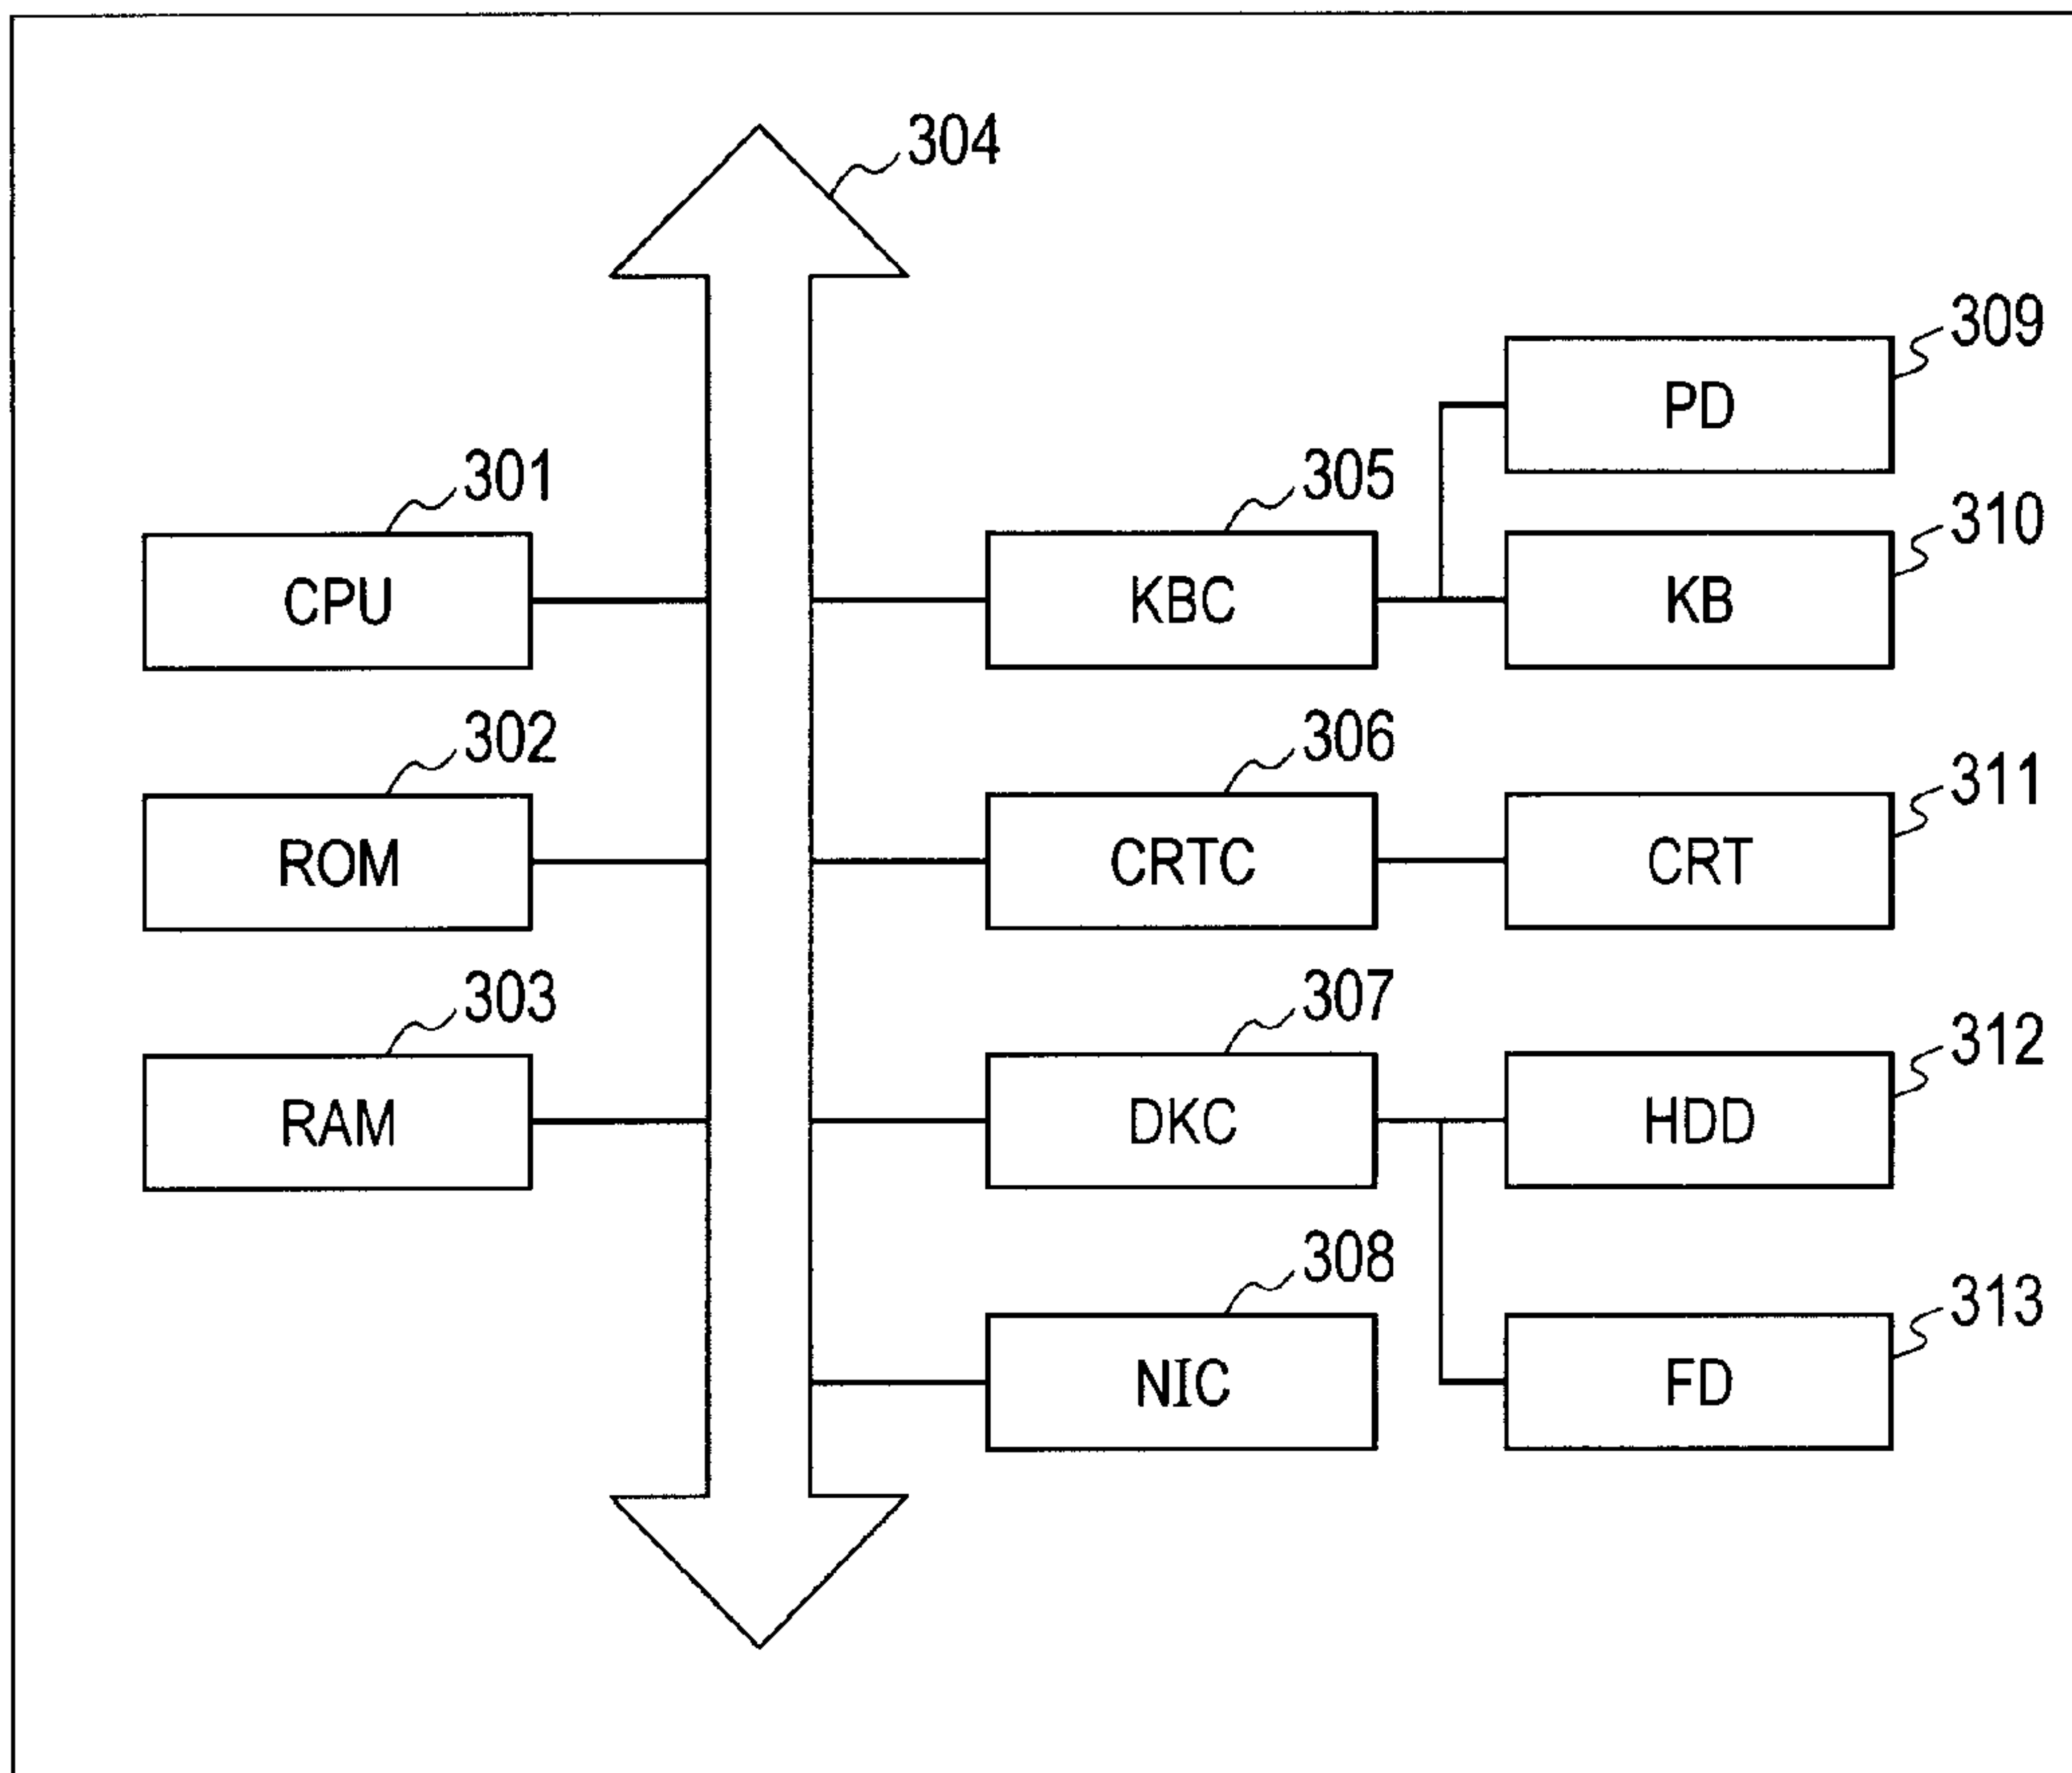 304
309
PD
301
305
310
CPU
KBC
KB
302
306
311
ROM
CRTC
CRT
303
307
312
RAM
DKC
HDD
308
313
NIC
FD